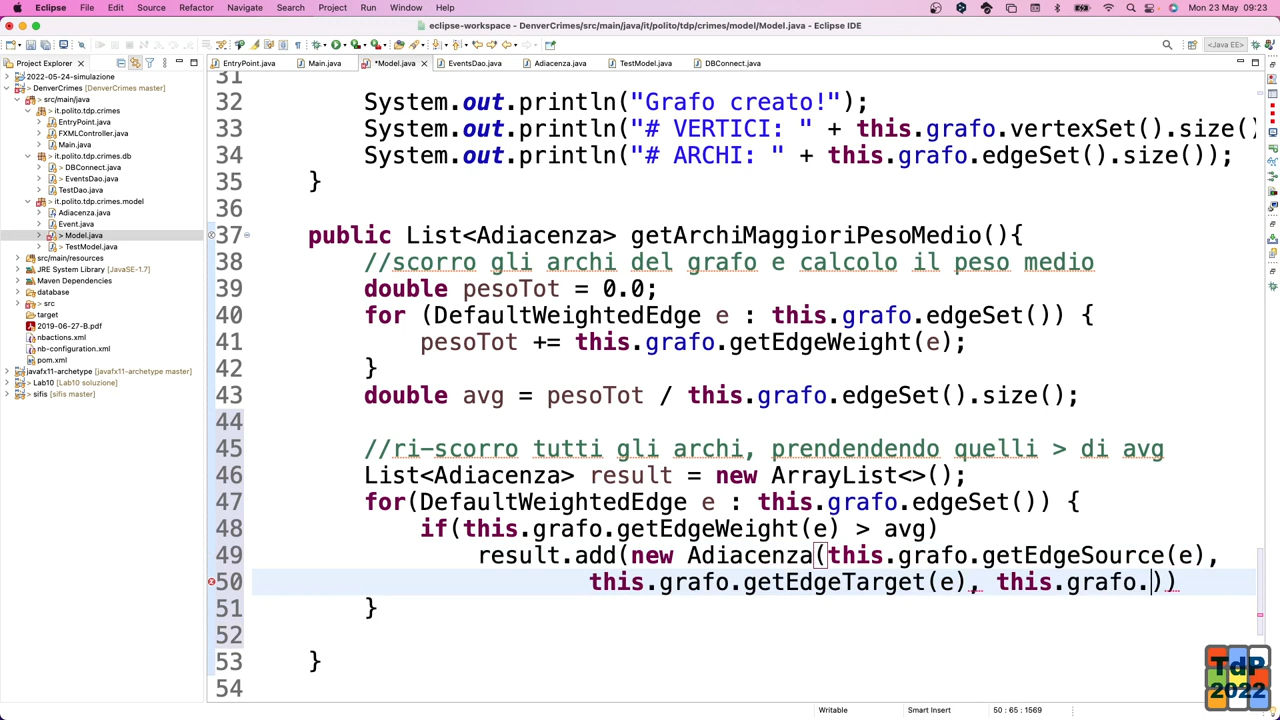 Eclipse File Edit Source Refactor Navigate Search Project Run Window Help Mon 23 May 09:23
eclipse-workspace - DenverCrimes/src/main/java/it/polito/tdp/crimes/model/Model.java - Eclipse IDE
<Java EE>
Project Explorer
EntryPoint.java Main.java *Model.java EventsDao.java Adiacenza.java TestModel.java DBConnect.java
2022-05-24-simulazione
DenverCrimes [DenverCrimes master]
src/main/java
it.polito.tdp.crimes
EntryPoint.java
FXMLController.java
Main.java
it.polito.tdp.crimes.db
DBConnect.java
> EventsDao.java
TestDao.java
it.polito.tdp.crimes.model
Adiacenza.java
Event.java
> Model.java
> TestModel.java
src/main/resources
JRE System Library [JavaSE-1.7]
Maven Dependencies
database
> src
target
2019-06-27-B.pdf
nbactions.xml
nb-configuration.xml
pom.xml
javafx11-archetype [javafx11-archetype master]
Lab10 [Lab10 soluzione]
sifis [sifis master]
31
32 System.out.println("Grafo creato!");
33 System.out.println("# VERTICI: " + this.grafo.vertexSet().size()
34 System.out.println("# ARCHI: " + this.grafo.edgeSet().size());
35 }
36
37 public List<Adiacenza> getArchiMaggioriPesoMedio(){
38 //scorro gli archi del grafo e calcolo il peso medio
39 double pesoTot = 0.0;
40 for (DefaultWeightedEdge e : this.grafo.edgeSet()) {
41 pesoTot += this.grafo.getEdgeWeight(e);
42 }
43 double avg = pesoTot / this.grafo.edgeSet().size();
44
45 //ri-scorro tutti gli archi, prendendendo quelli > di avg
46 List<Adiacenza> result = new ArrayList<>();
47 for(DefaultWeightedEdge e : this.grafo.edgeSet()) {
48 if(this.grafo.getEdgeWeight(e) > avg)
49 result.add(new Adiacenza(this.grafo.getEdgeSource(e),
50 this.grafo.getEdgeTarget(e), this.grafo.))
51 }
52
53 }
54
TdP
2022
Writable Smart Insert 50 : 65 : 1569